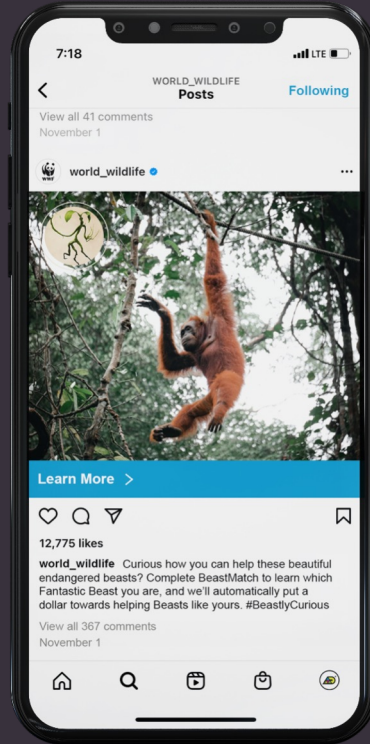 7:18
LTE
WORLD_WILDLIFE
Posts
Following
View all 41 comments
November 1
WWF
world_wildlife
Learn More >
12,775 likes
world_wildlife Curious how you can help these beautiful
endangered beasts? Complete BeastMatch to learn which
Fantastic Beast you are, and we'll automatically put a
dollar towards helping Beasts like yours. #BeastlyCurious
View all 367 comments
November 1